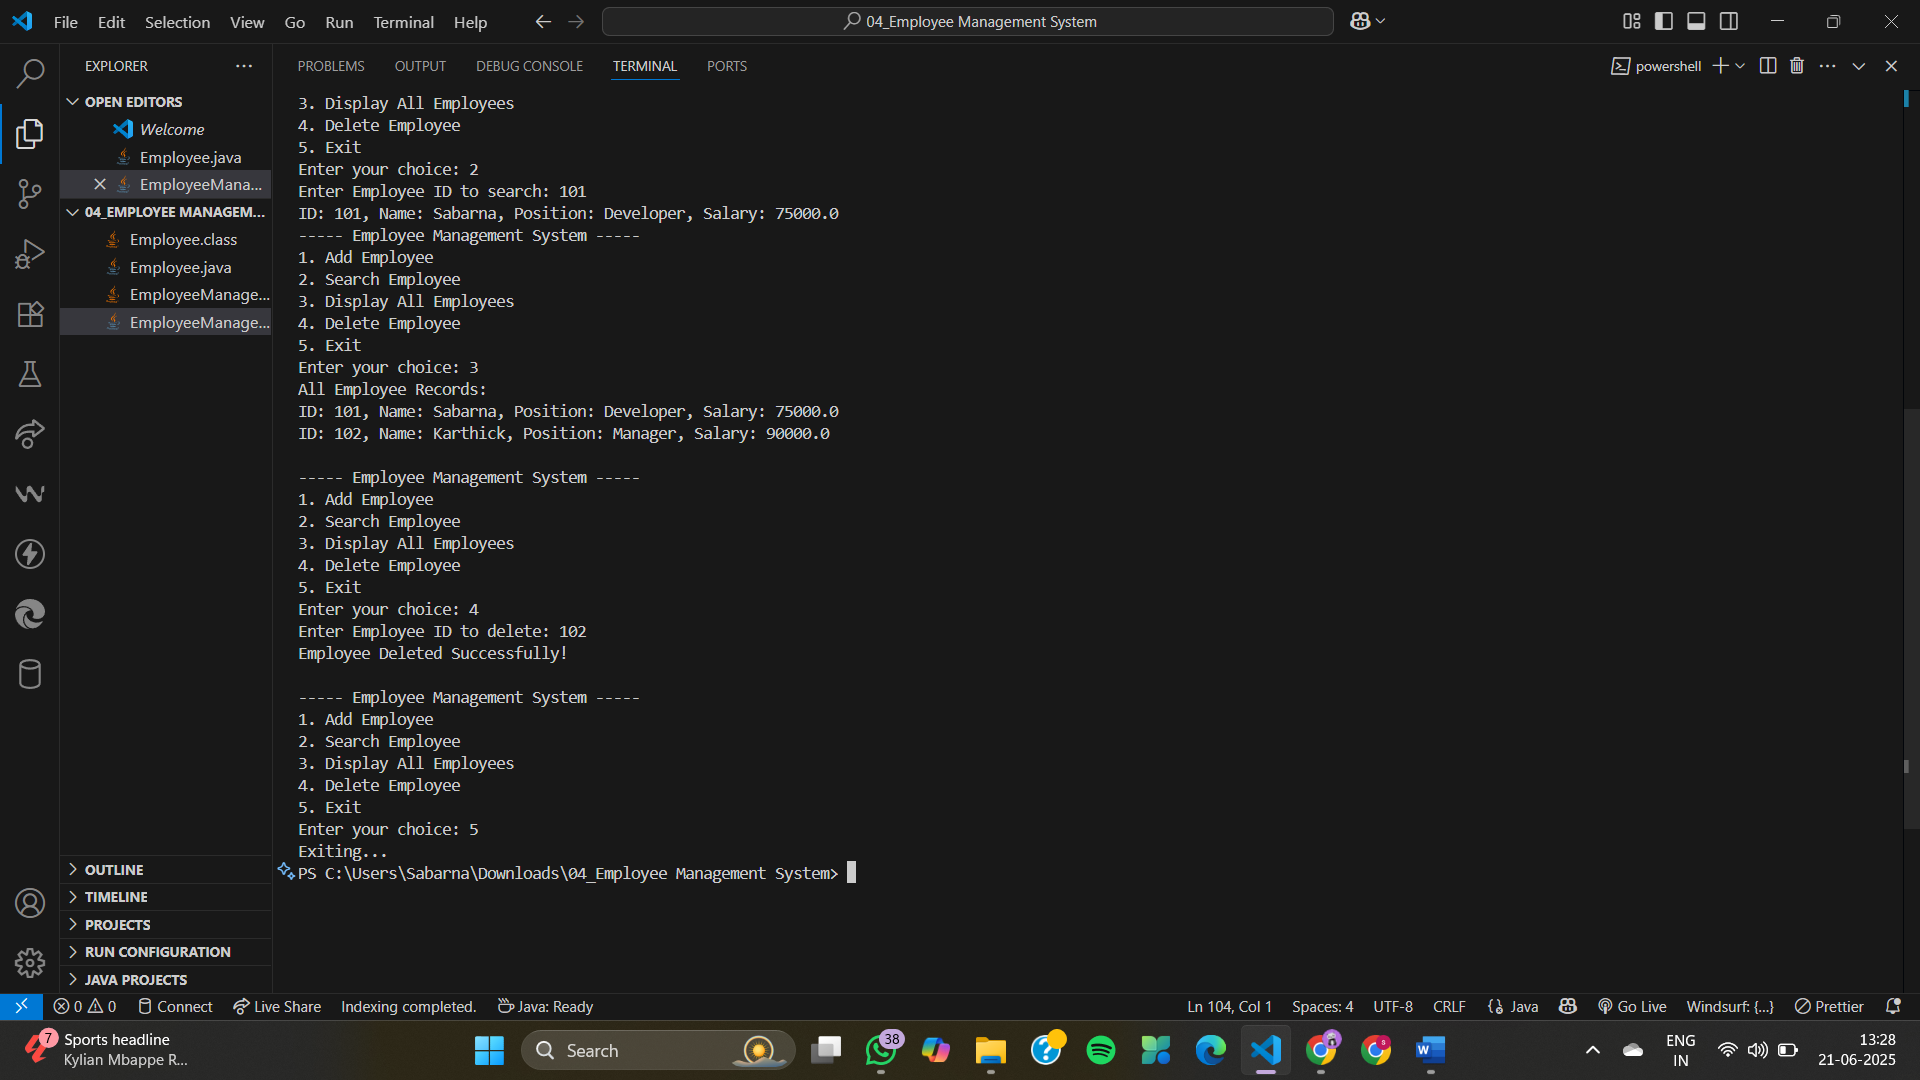 File Edit Selection View Go Run Terminal Help
04_Employee Management System
EXPLORER
OPEN EDITORS
Welcome
Employee.java
EmployeeMana...
04_EMPLOYEE MANAGEM...
Employee.class
Employee.java
EmployeeManage...
EmployeeManage...
OUTLINE
TIMELINE
PROJECTS
RUN CONFIGURATION
JAVA PROJECTS
PROBLEMS OUTPUT DEBUG CONSOLE TERMINAL PORTS
powershell
3. Display All Employees
4. Delete Employee
5. Exit
Enter your choice: 2
Enter Employee ID to search: 101
ID: 101, Name: Sabarna, Position: Developer, Salary: 75000.0
----- Employee Management System -----
1. Add Employee
2. Search Employee
3. Display All Employees
4. Delete Employee
5. Exit
Enter your choice: 3
All Employee Records:
ID: 101, Name: Sabarna, Position: Developer, Salary: 75000.0
ID: 102, Name: Karthick, Position: Manager, Salary: 90000.0
----- Employee Management System -----
1. Add Employee
2. Search Employee
3. Display All Employees
4. Delete Employee
5. Exit
Enter your choice: 4
Enter Employee ID to delete: 102
Employee Deleted Successfully!
----- Employee Management System -----
1. Add Employee
2. Search Employee
3. Display All Employees
4. Delete Employee
5. Exit
Enter your choice: 5
Exiting...
PS C:\Users\Sabarna\Downloads\04_Employee Management System>
0 0 Connect Live Share Indexing completed. Java: Ready
Ln 104, Col 1 Spaces: 4 UTF-8 CRLF {} Java Go Live Windsurf: {...} Prettier
7
Sports headline
Kylian Mbappe R...
Search
38
ENG
IN
13:28
21-06-2025